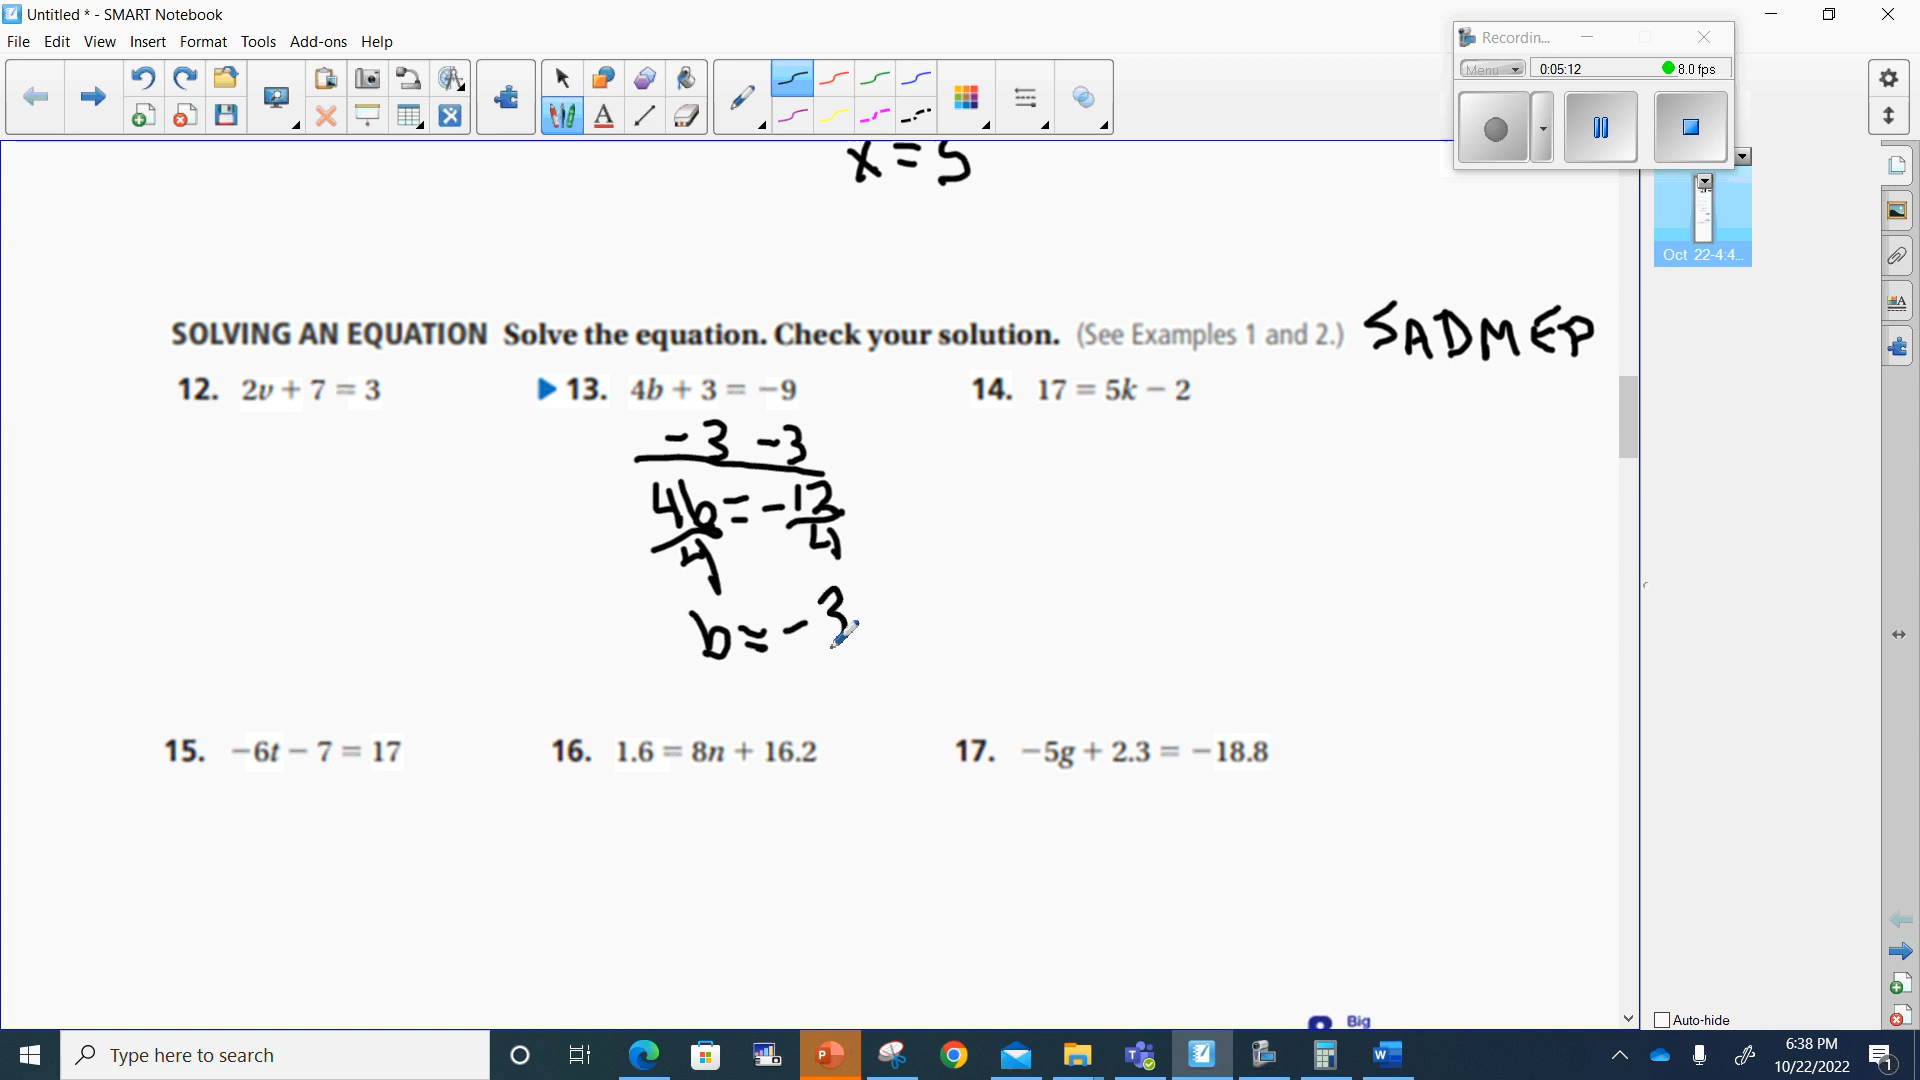 Untitled * - SMART Notebook
File Edit View Insert Format Tools Add-ons Help
Recordin...
Menu 0:05:12 8.0 fps
x = 5
Oct 22-4:4...
SOLVING AN EQUATION Solve the equation. Check your solution. (See Examples 1 and 2.) SADMEP
12. 2v + 7 = 3
13. 4b + 3 = −9
14. 17 = 5k − 2
- 3 - 3
4b = - 12
4 4
b = - 3
15. −6t − 7 = 17
16. 1.6 = 8n + 16.2
17. −5g + 2.3 = −18.8
Big
Auto-hide
Type here to search
6:38 PM
10/22/2022
1